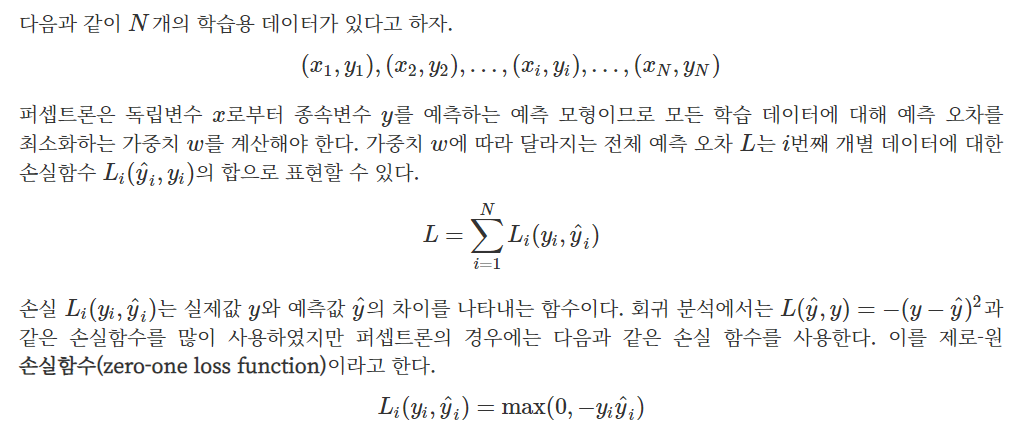 다음과 같이 N개의 학습용 데이터가 있다고 하자.
(x₁, y₁), (x₂, y₂), …, (xᵢ, yᵢ), …, (x_N, y_N)
퍼셉트론은 독립변수 x로부터 종속변수 y를 예측하는 예측 모형이므로 모든 학습 데이터에 대해 예측 오차를
최소화하는 가중치 w를 계산해야 한다. 가중치 w에 따라 달라지는 전체 예측 오차 L는 i번째 개별 데이터에 대한
손실함수 Lᵢ(ŷᵢ, yᵢ)의 합으로 표현할 수 있다.
L = ∑_{i=1}^{N} Lᵢ(yᵢ, ŷᵢ)
손실 Lᵢ(yᵢ, ŷᵢ)는 실제값 y와 예측값 ŷ의 차이를 나타내는 함수이다. 회귀 분석에서는 L(ŷ, y) = −(y − ŷ)²과
같은 손실함수를 많이 사용하였지만 퍼셉트론의 경우에는 다음과 같은 손실 함수를 사용한다. 이를 제로-원
손실함수(zero-one loss function)이라고 한다.
Lᵢ(yᵢ, ŷᵢ) = max(0, −yᵢŷᵢ)